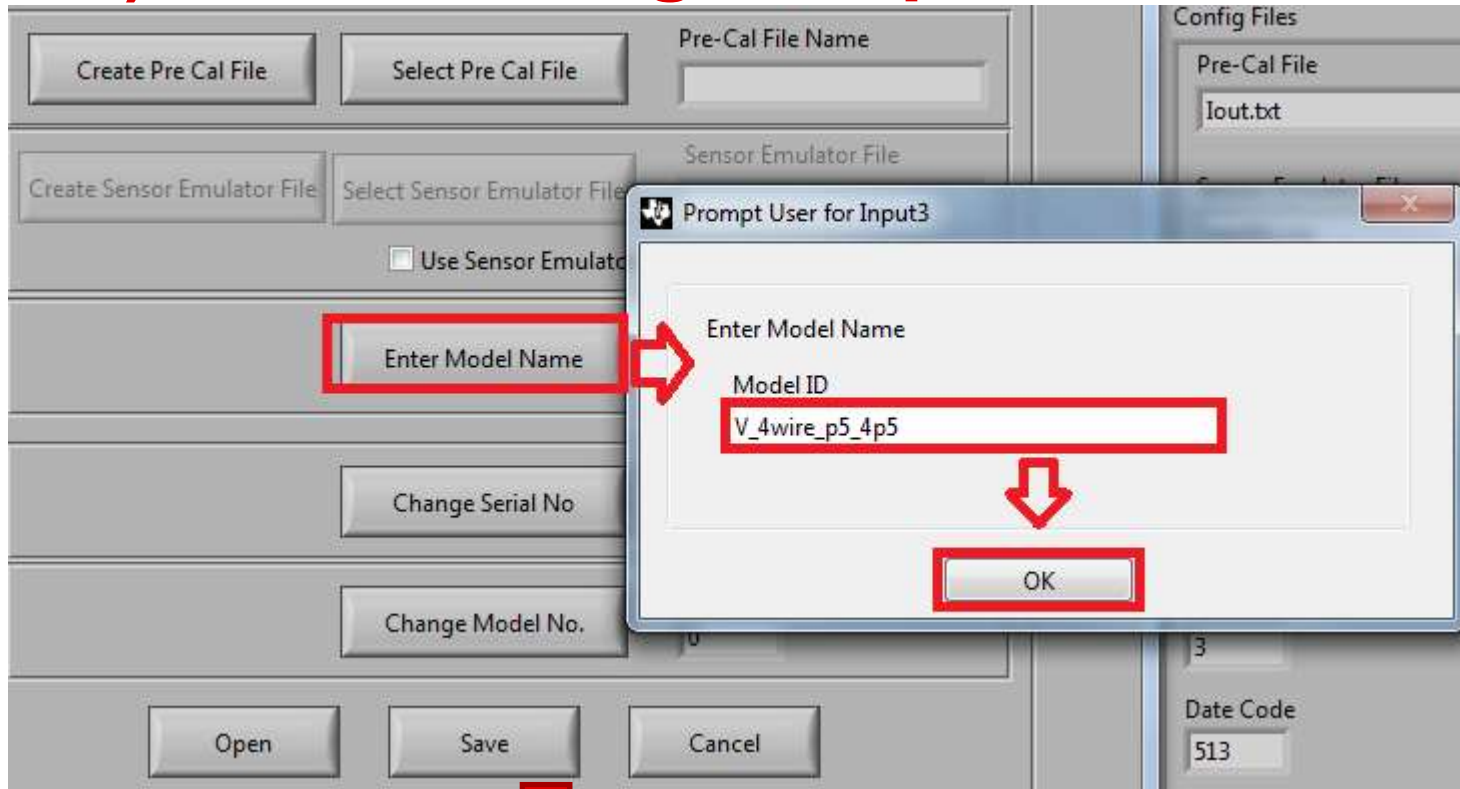 Config Files
Pre-Cal File Name
Create Pre Cal File
Select Pre Cal File
Pre-Cal File
Iout.txt
Sensor Emulator File
Create Sensor Emulator File
Select Sensor Emulator File
Prompt User for Input3
Use Sensor Emulato
Enter Model Name
Enter Model Name
Model ID
V_4wire_p5_4p5
Change Serial No
OK
Change Model No.
0
3
Date Code
Open
Save
Cancel
513